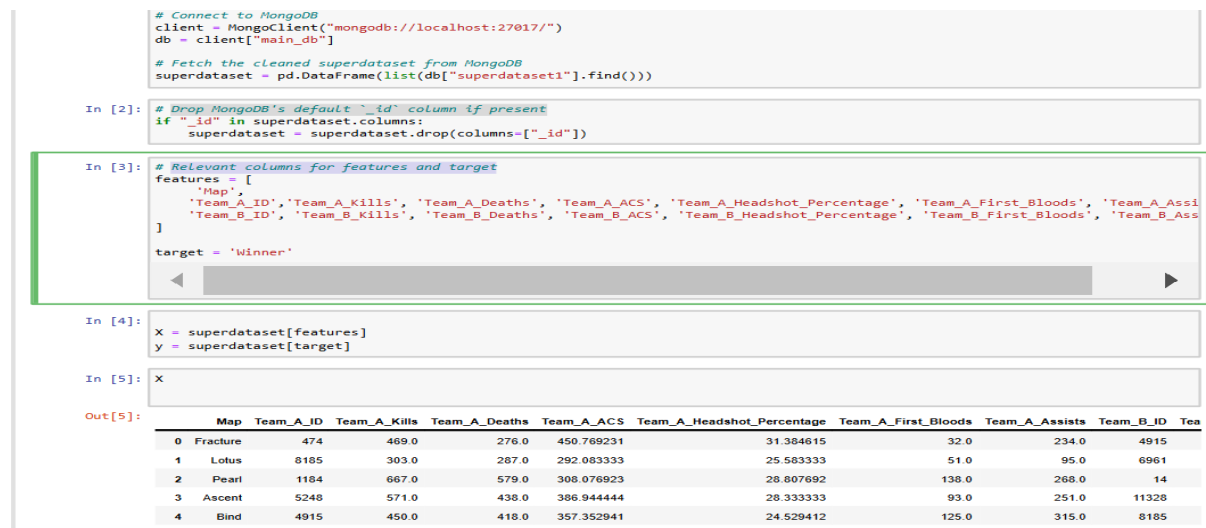 # Connect to MongoDB
client = MongoClient("mongodb://localhost:27017/")
db = client["main_db"]
# Fetch the cleaned superdataset from MongoDB
superdataset = pd.DataFrame(list(db["superdataset1"].find()))
In [2]: # Drop MongoDB's default `_id` column if present
if "_id" in superdataset.columns:
superdataset = superdataset.drop(columns=["_id"])
In [3]: # Relevant columns for features and target
features = [
'Map',
'Team_A_ID','Team_A_Kills', 'Team_A_Deaths', 'Team_A_ACS', 'Team_A_Headshot_Percentage', 'Team_A_First_Bloods', 'Team_A_Assi
'Team_B_ID', 'Team_B_Kills', 'Team_B_Deaths', 'Team_B_ACS', 'Team_B_Headshot_Percentage', 'Team_B_First_Bloods', 'Team_B_Ass
]
target = 'Winner'
In [4]:
X = superdataset[features]
y = superdataset[target]
In [5]: X
Out[5]:
Map Team_A_ID Team_A_Kills Team_A_Deaths Team_A_ACS Team_A_Headshot_Percentage Team_A_First_Bloods Team_A_Assists Team_B_ID Tea
0 Fracture 474 469.0 276.0 450.769231 31.384615 32.0 234.0 4915
1 Lotus 8185 303.0 287.0 292.083333 25.583333 51.0 95.0 6961
2 Pearl 1184 667.0 579.0 308.076923 28.807692 138.0 268.0 14
3 Ascent 5248 571.0 438.0 386.944444 28.333333 93.0 251.0 11328
4 Bind 4915 450.0 418.0 357.352941 24.529412 125.0 315.0 8185